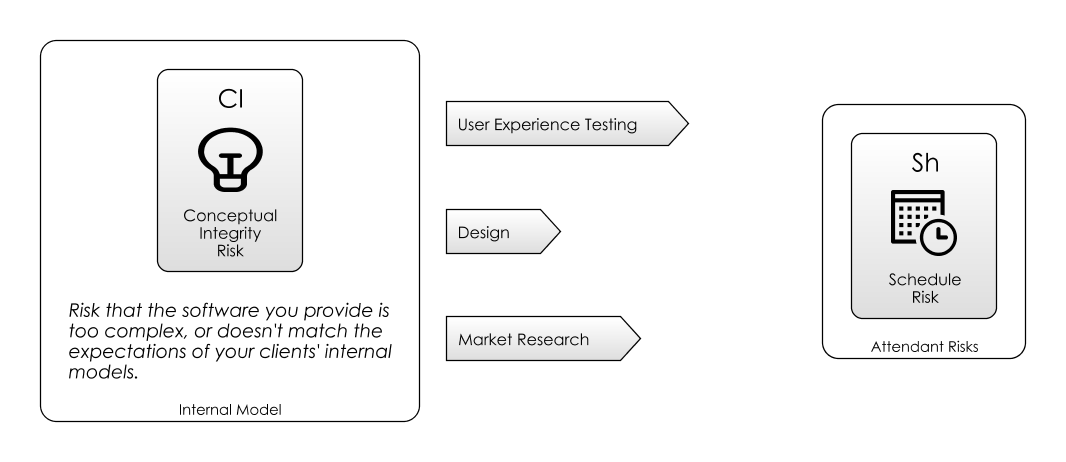 CI
Conceptual
Integrity
Risk
Risk that the software you provide is
too complex, or doesn't match the
expectations of your clients' internal
models.
Internal Model
User Experience Testing
Design
Market Research
Sh
Schedule
Risk
Attendant Risks